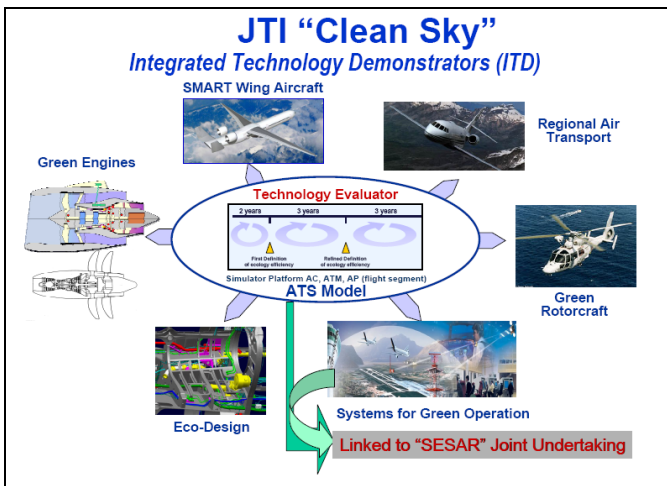 JTI “Clean Sky”
Integrated Technology Demonstrators (ITD)
SMART Wing Aircraft
Regional Air
Transport
Green Engines
Technology Evaluator
2 years 3 years 3 years
First Definition
of ecology efficiency
Refined Definition
of ecology efficiency
Simulator Platform AC, ATM, AP (flight segment)
ATS Model
Green
Rotorcraft
Eco-Design
Systems for Green Operation
Linked to “SESAR” Joint Undertaking